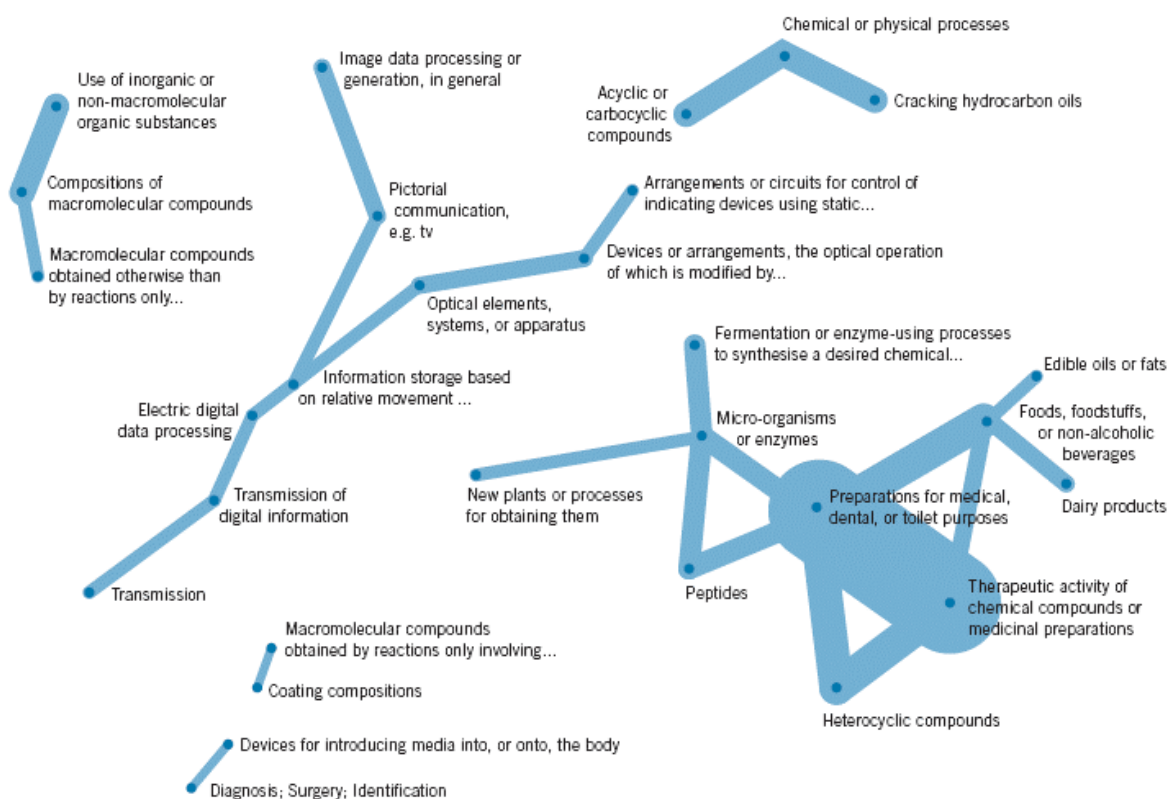 Chemical or physical processes
Image data processing or
generation, in general
Use of inorganic or
non-macromolecular
organic substances
Acyclic or
carbocyclic
compounds
Cracking hydrocarbon oils
Compositions of
macromolecular compounds
Pictorial
communication,
e.g. tv
Arrangements or circuits for control of
indicating devices using static...
Macromolecular compounds
obtained otherwise than
by reactions only...
Devices or arrangements, the optical operation
of which is modified by...
Optical elements,
systems, or apparatus
Fermentation or enzyme-using processes
to synthesise a desired chemical...
Edible oils or fats
Information storage based
on relative movement ...
Electric digital
data processing
Micro-organisms
or enzymes
Foods, foodstuffs,
or non-alcoholic
beverages
Transmission of
digital information
New plants or processes
for obtaining them
Preparations for medical,
dental, or toilet purposes
Dairy products
Transmission
Peptides
Therapeutic activity of
chemical compounds or
medicinal preparations
Macromolecular compounds
obtained by reactions only involving...
Coating compositions
Heterocyclic compounds
Devices for introducing media into, or onto, the body
Diagnosis; Surgery; Identification